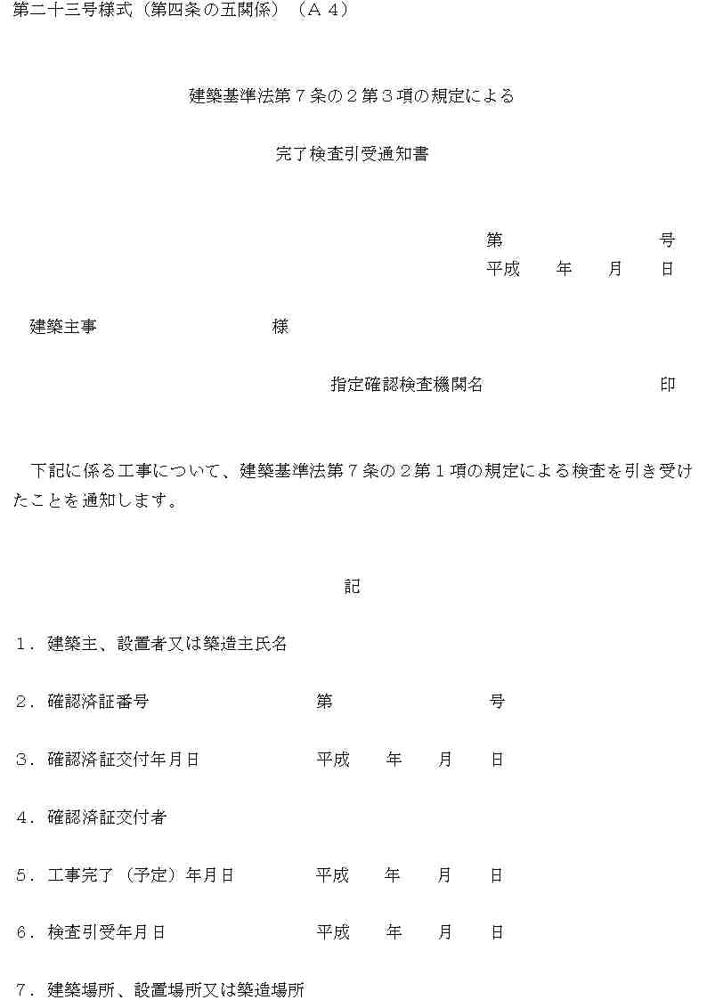 第二十三号様式（第四条の五関係）（Ａ４）
建築基準法第７条の２第３項の規定による
完了検査引受通知書
第　　　　　　　　　号
平成　　年　　月　　日
建築主事　　　　　　　　　　様
指定確認検査機関名　　　　　　　　　　印
下記に係る工事について、建築基準法第７条の２第１項の規定による検査を引き受け
たことを通知します。
記
１．建築主、設置者又は築造主氏名
２．確認済証番号　　　　　　　　　第　　　　　　　　　号
３．確認済証交付年月日　　　　　　平成　　年　　月　　日
４．確認済証交付者
５．工事完了（予定）年月日　　　　平成　　年　　月　　日
６．検査引受年月日　　　　　　　　平成　　年　　月　　日
７．建築場所、設置場所又は築造場所